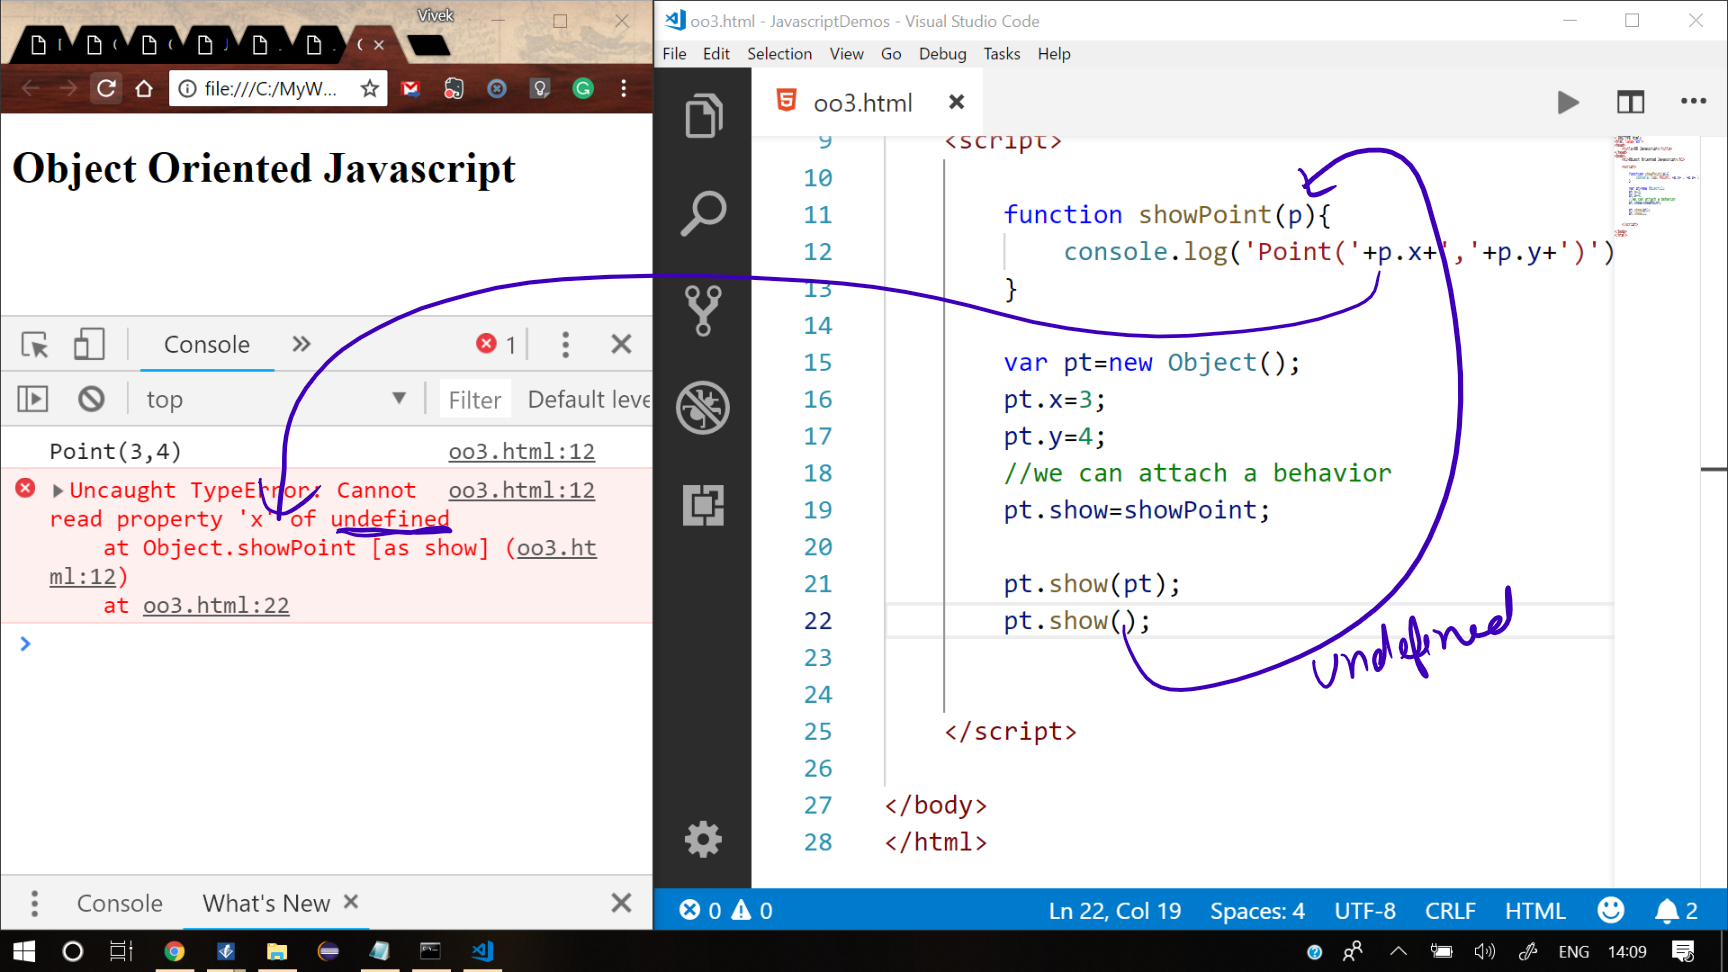 Vivek
file:///C:/MyW...
Object Oriented Javascript
Console
1
top
Filter
Default leve
Point(3,4) oo3.html:12
Uncaught TypeError: Cannot oo3.html:12
read property 'x' of undefined
at Object.showPoint [as show] (oo3.ht
ml:12)
at oo3.html:22
Console What's New
oo3.html - JavascriptDemos - Visual Studio Code
File Edit Selection View Go Debug Tasks Help
oo3.html
9 <script>
10
11 function showPoint(p){
12 console.log('Point('+p.x+','+p.y+')')
13 }
14
15 var pt=new Object();
16 pt.x=3;
17 pt.y=4;
18 //we can attach a behavior
19 pt.show=showPoint;
20
21 pt.show(pt);
22 pt.show();
undefined
23
24
25 </script>
26
27 </body>
28 </html>
0 0 Ln 22, Col 19 Spaces: 4 UTF-8 CRLF HTML 2
ENG 14:09